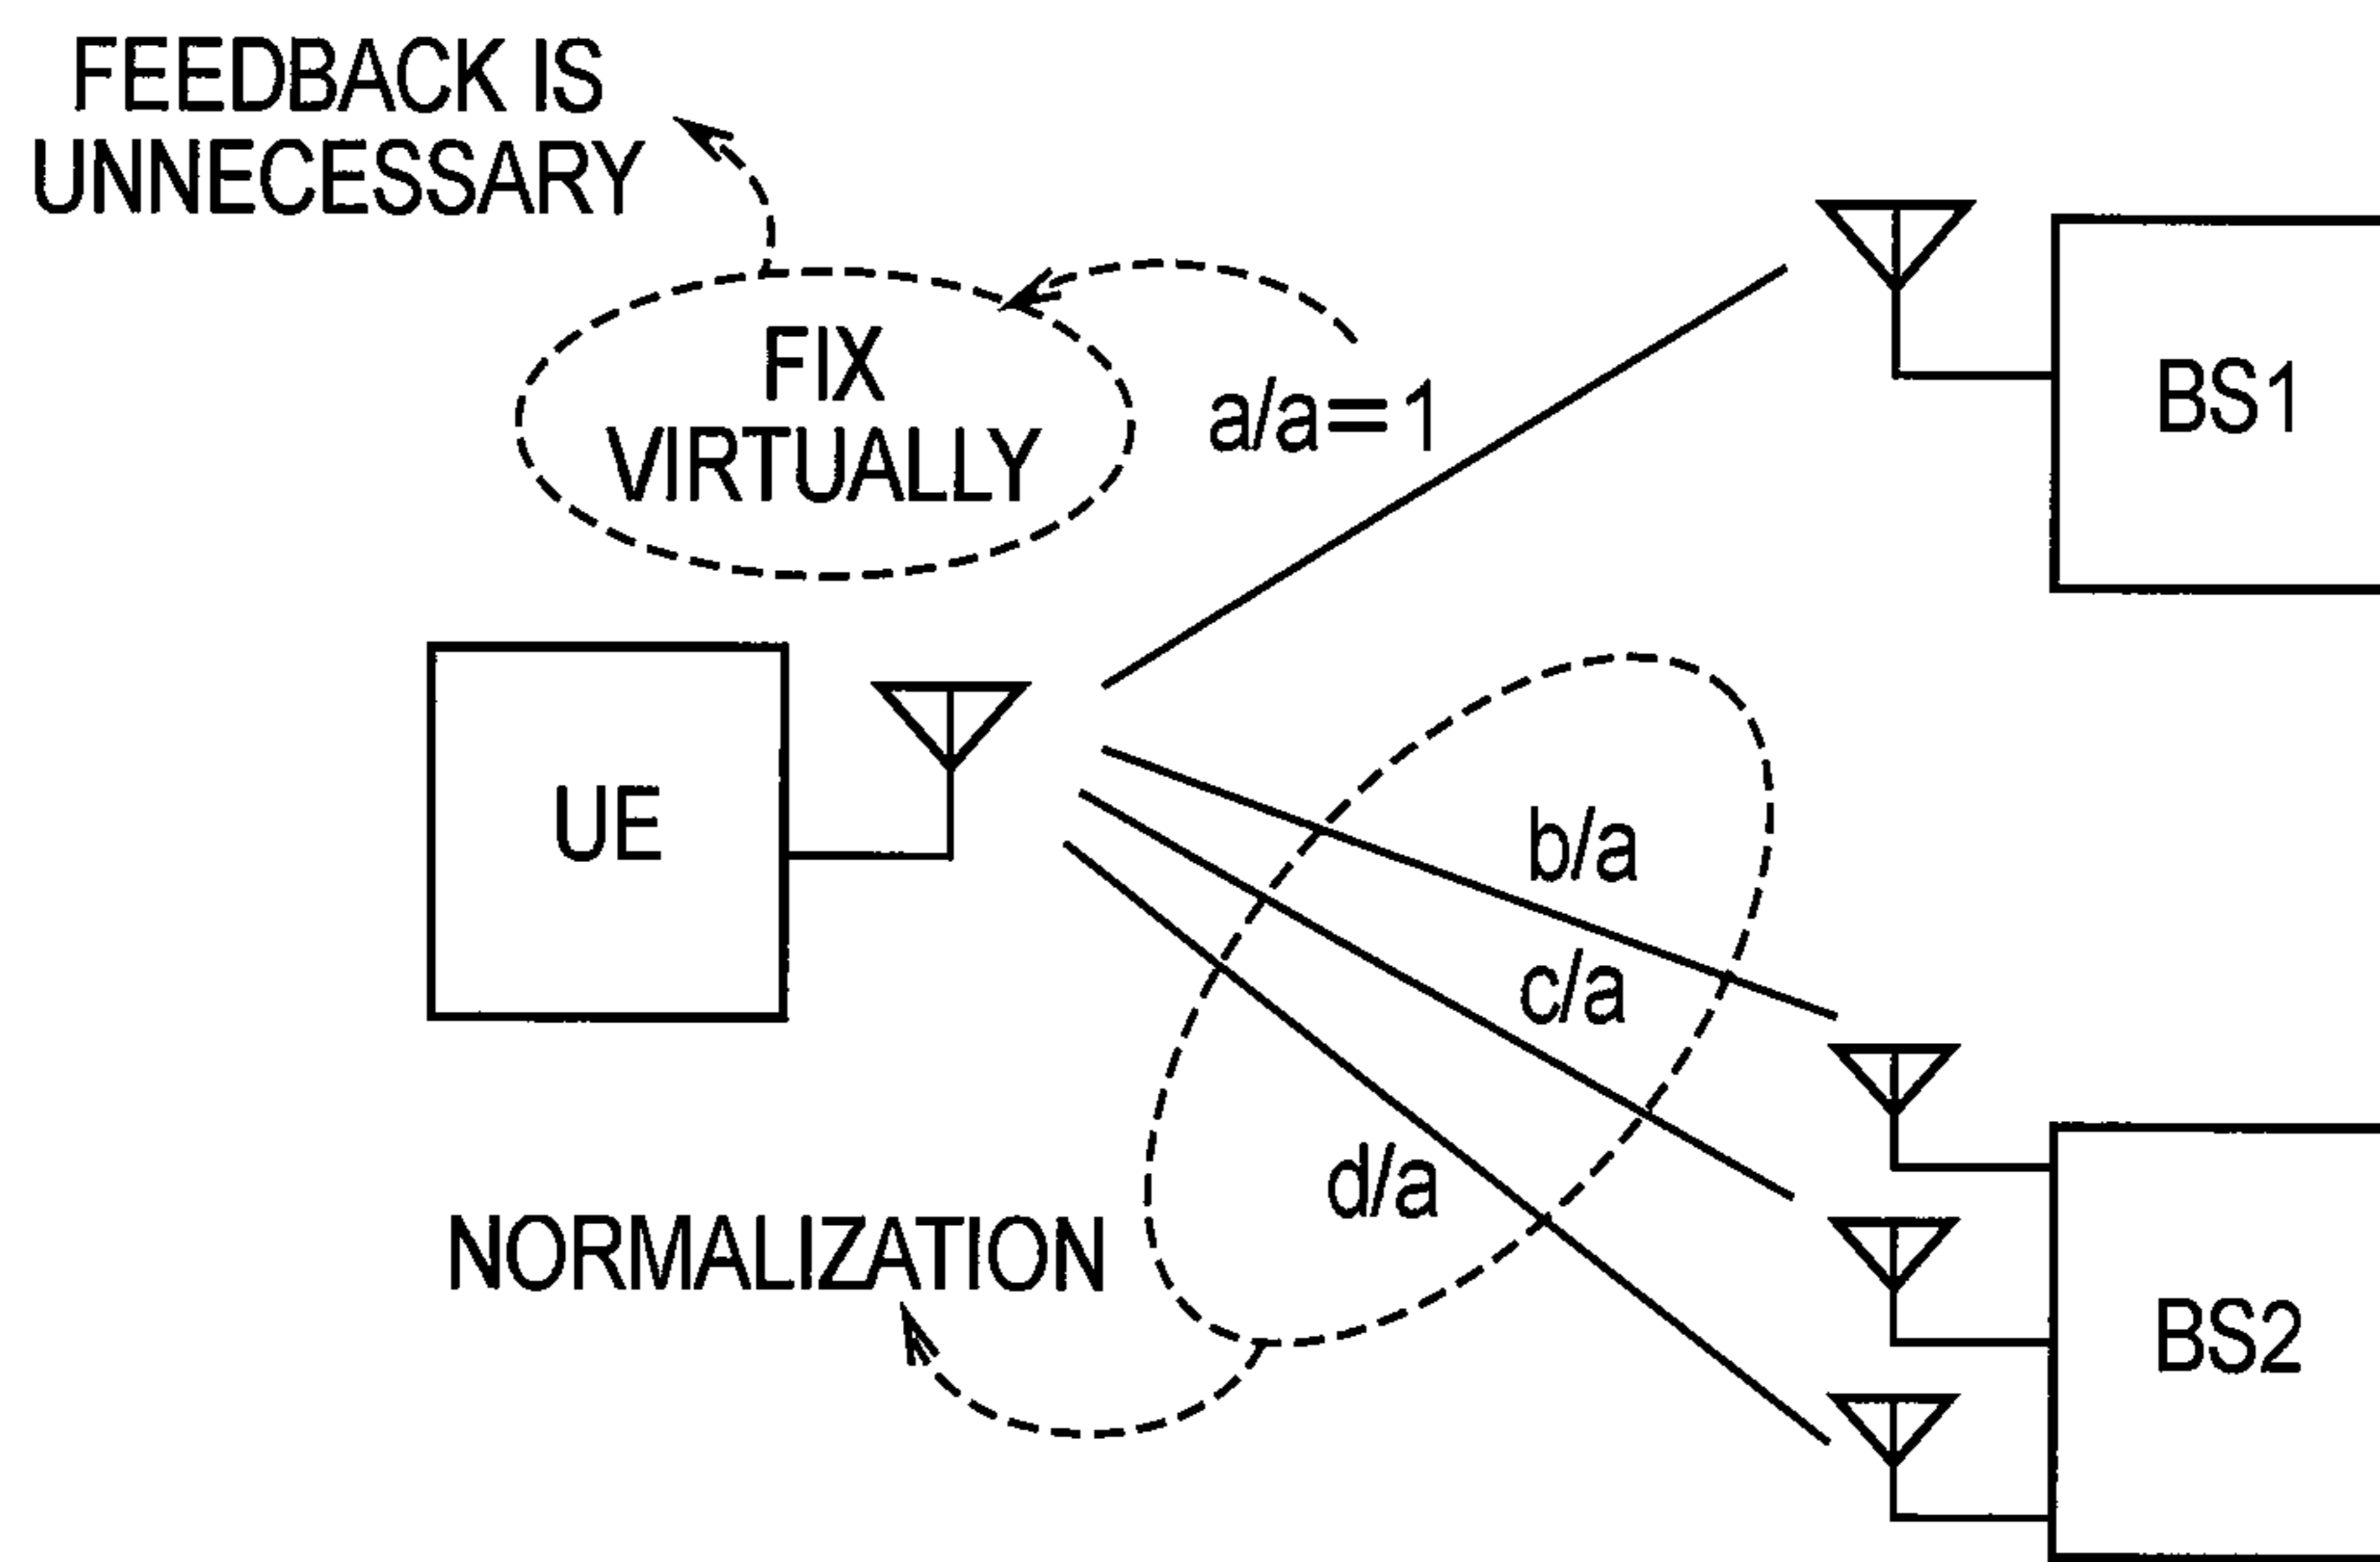 FEEDBACK IS
UNNECESSARY
FIX
VIRTUALLY
a/a=1
BS1
UE
b/a
c/a
d/a
NORMALIZATION
BS2